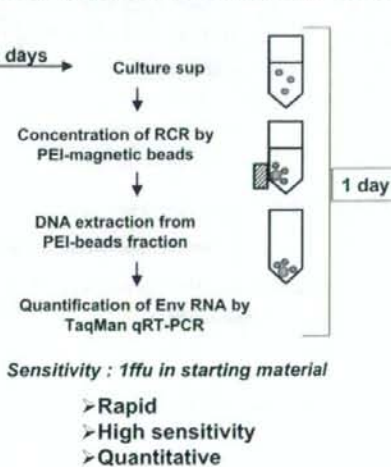 days
Culture sup
Concentration of RCR by
PEI-magnetic beads
1 day
DNA extraction from
PEI-beads fraction
Quantification of Env RNA by
TaqMan qRT-PCR
Sensitivity : 1ffu in starting material
➢Rapid
➢High sensitivity
➢Quantitative